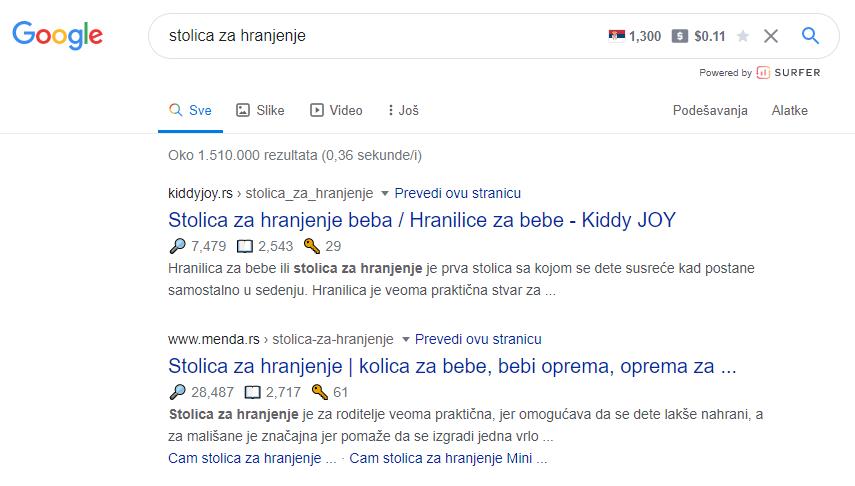 Google
stolica za hranjenje 1,300 $ $0.11
Powered by SURFER
Sve Slike Video Još Podešavanja Alatke
Oko 1.510.000 rezultata (0,36 sekunde/i)
kiddyjoy.rs › stolica_za_hranjenje Prevedi ovu stranicu
Stolica za hranjenje beba / Hranilice za bebe - Kiddy JOY
7,479 2,543 29
Hranilica za bebe ili stolica za hranjenje je prva stolica sa kojom se dete susreće kad postane
samostalno u sedenju. Hranilica je veoma praktična stvar za ...
www.menda.rs › stolica-za-hranjenje Prevedi ovu stranicu
Stolica za hranjenje | kolica za bebe, bebi oprema, oprema za ...
28,487 2,717 61
Stolica za hranjenje je za roditelje veoma praktična, jer omogućava da se dete lakše nahrani, a
za mališane je značajna jer pomaže da se izgradi jedna vrlo ...
Cam stolica za hranjenje ... · Cam stolica za hranjenje Mini ...